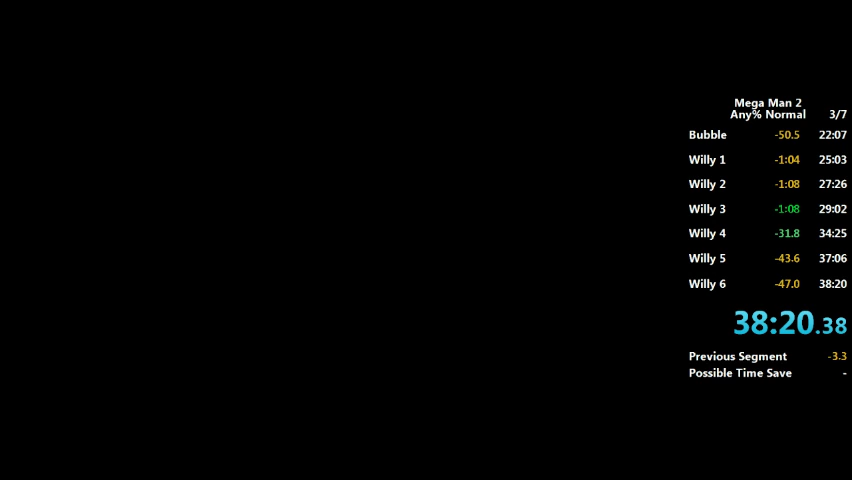 Mega Man 2
Any% Normal 3/7
Bubble -50.5 22:07
Willy 1 -1:04 25:03
Willy 2 -1:08 27:26
Willy 3 -1:08 29:02
Willy 4 -31.8 34:25
Willy 5 -43.6 37:06
Willy 6 -47.0 38:20
38:20.38
Previous Segment -3.3
Possible Time Save -